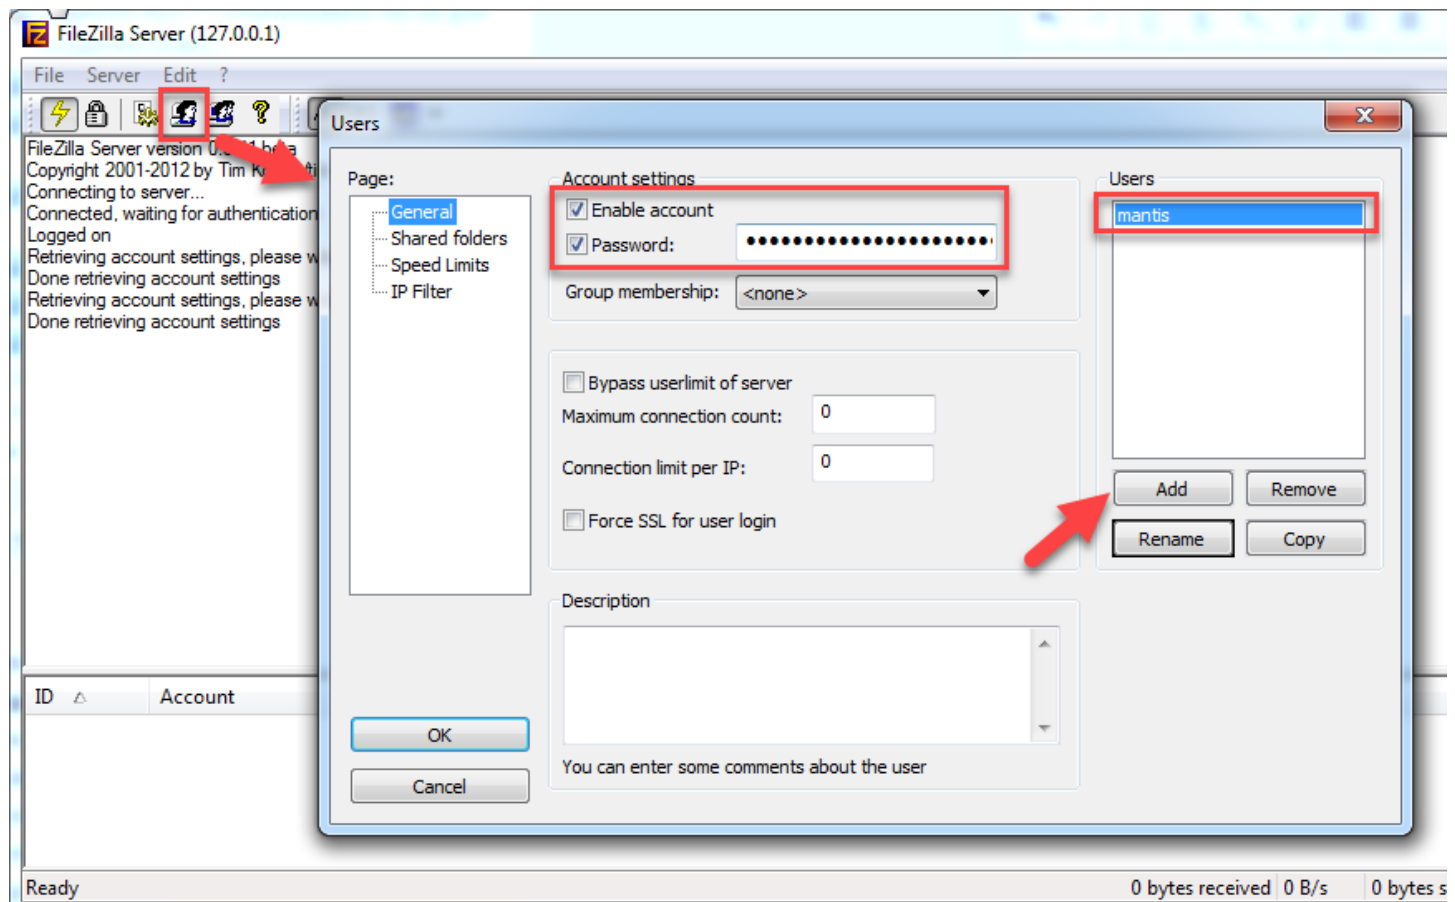 FileZilla Server (127.0.0.1)
File Server Edit ?
FileZilla Server version beta
Copyright 2001-2012 by Tim
Connecting to server...
Connected, waiting for authentication
Logged on
Retrieving account settings, please
Done retrieving account settings
Retrieving account settings, please
Done retrieving account settings
Users
Page:
General
Shared folders
Speed Limits
IP Filter
OK
Cancel
Account settings
Enable account
Password:
Group membership: <none>
Bypass userlimit of server
Maximum connection count: 0
Connection limit per IP: 0
Force SSL for user login
Description
You can enter some comments about the user
Users
mantis
Add Remove
Rename Copy
ID Account
Ready 0 bytes received 0 B/s 0 bytes